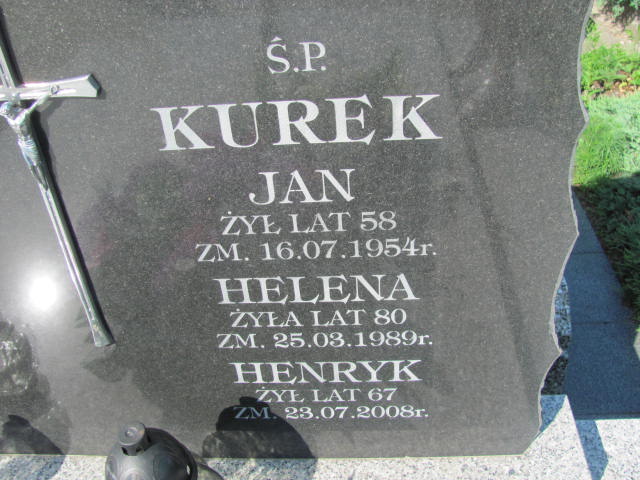 Ś.P.
KUREK
JAN
ŻYŁ LAT 58
ZM. 16.07.1954r.
HELENA
ŻYŁA LAT 80
ZM. 25.03.1989r.
HENRYK
ŻYŁ LAT 67
ZM. 23.07.2008r.